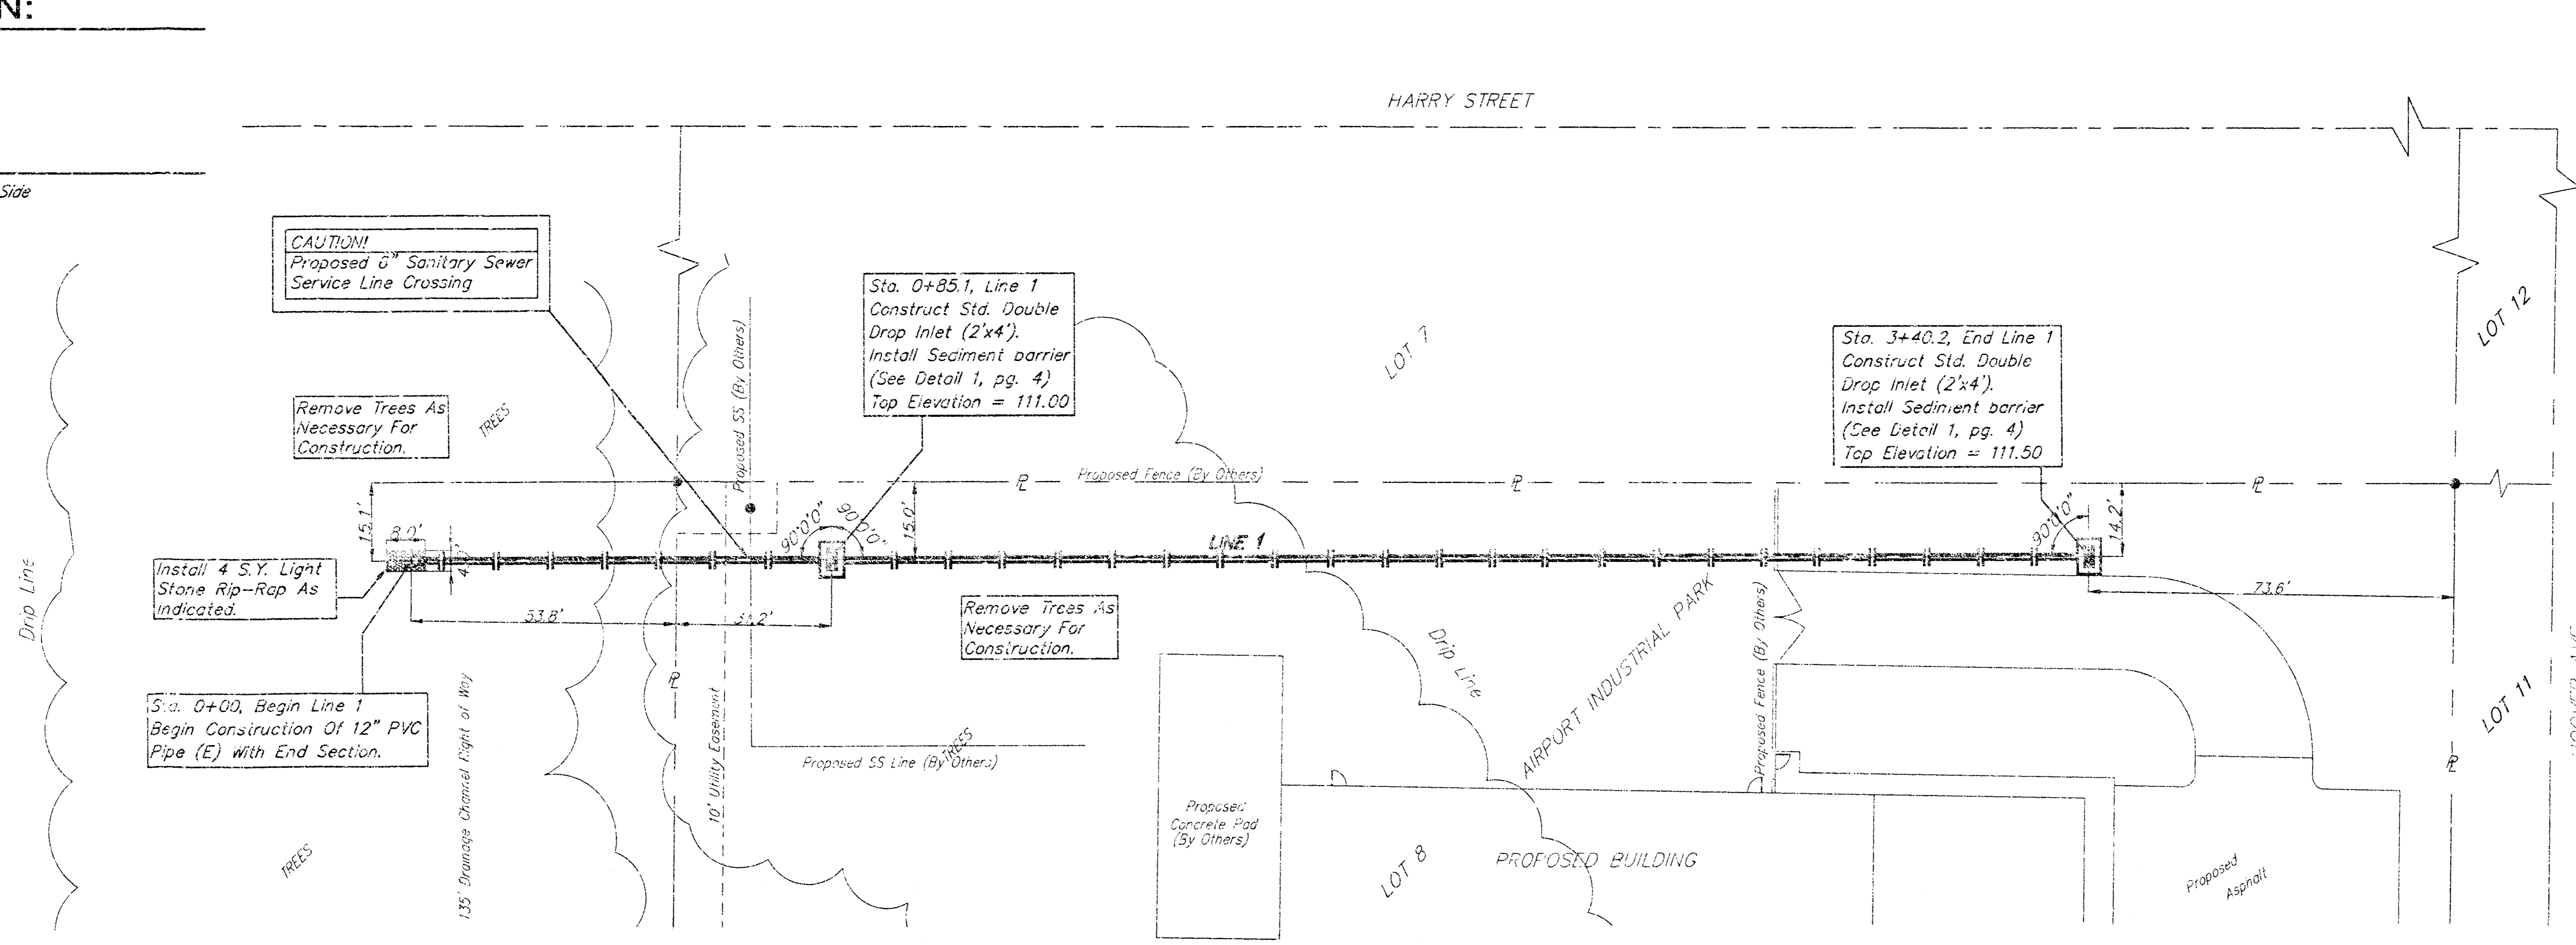 N:
Side
HARRY STREET
CAUTION!
Proposed 6" Sanitary Sewer
Service Line Crossing
Sta. 0+85.1, Line 1
Construct Std. Double
Drop Inlet (2'x4').
Install Sediment barrier
(See Detail 1, pg. 4)
Top Elevation = 111.00
Sta. 3+40.2, End Line 1
Construct Std. Double
Drop Inlet (2'x4').
Install Sediment barrier
(See Detail 1, pg. 4)
Top Elevation = 111.50
Remove Trees As
Necessary For
Construction.
TREES
Proposed SS (By Others)
LOT 7
LOT 12
Proposed Fence (By Others)
PL
PL
PL
15.1'
8.0'
90°0'0"
90°0'0"
15.0'
LINE 1
90°0'0"
14.2'
Install 4 S.Y. Light
Stone Rip-Rap As
Indicated.
53.8'
73.6'
Drip Line
Remove Trees As
Necessary For
Construction.
Drip Line
AIRPORT INDUSTRIAL PARK
Proposed Fence (By Others)
PL
Sta. 0+00, Begin Line 1
Begin Construction Of 12" PVC
Pipe (E) With End Section.
135' Drainage Channel Right of Way
10' Utility Easement
TREES
Proposed SS Line (By Others)
LOT 11
PL
Proposed
Concrete Pad
(By Others)
TREES
LOT 8
PROPOSED BUILDING
Proposed
Asphalt